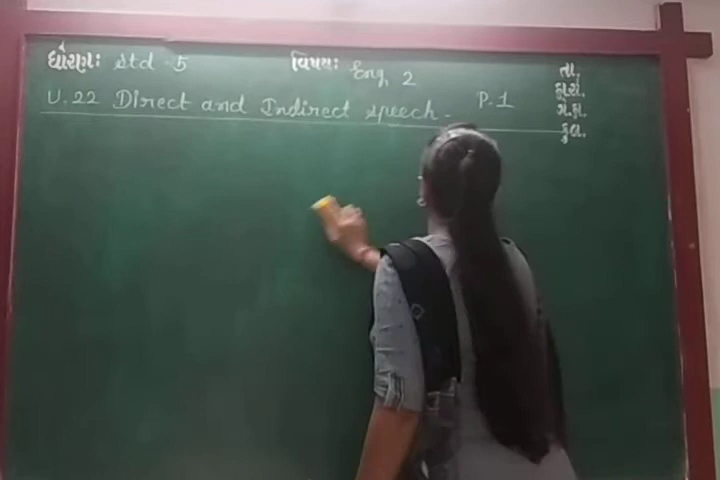 ધોરણ: Std - 5 વિષય: Eng, 2
U.22 Direct and Indirect speech. P.1
તા.
હાચં.
ગે.હા.
કુલ.